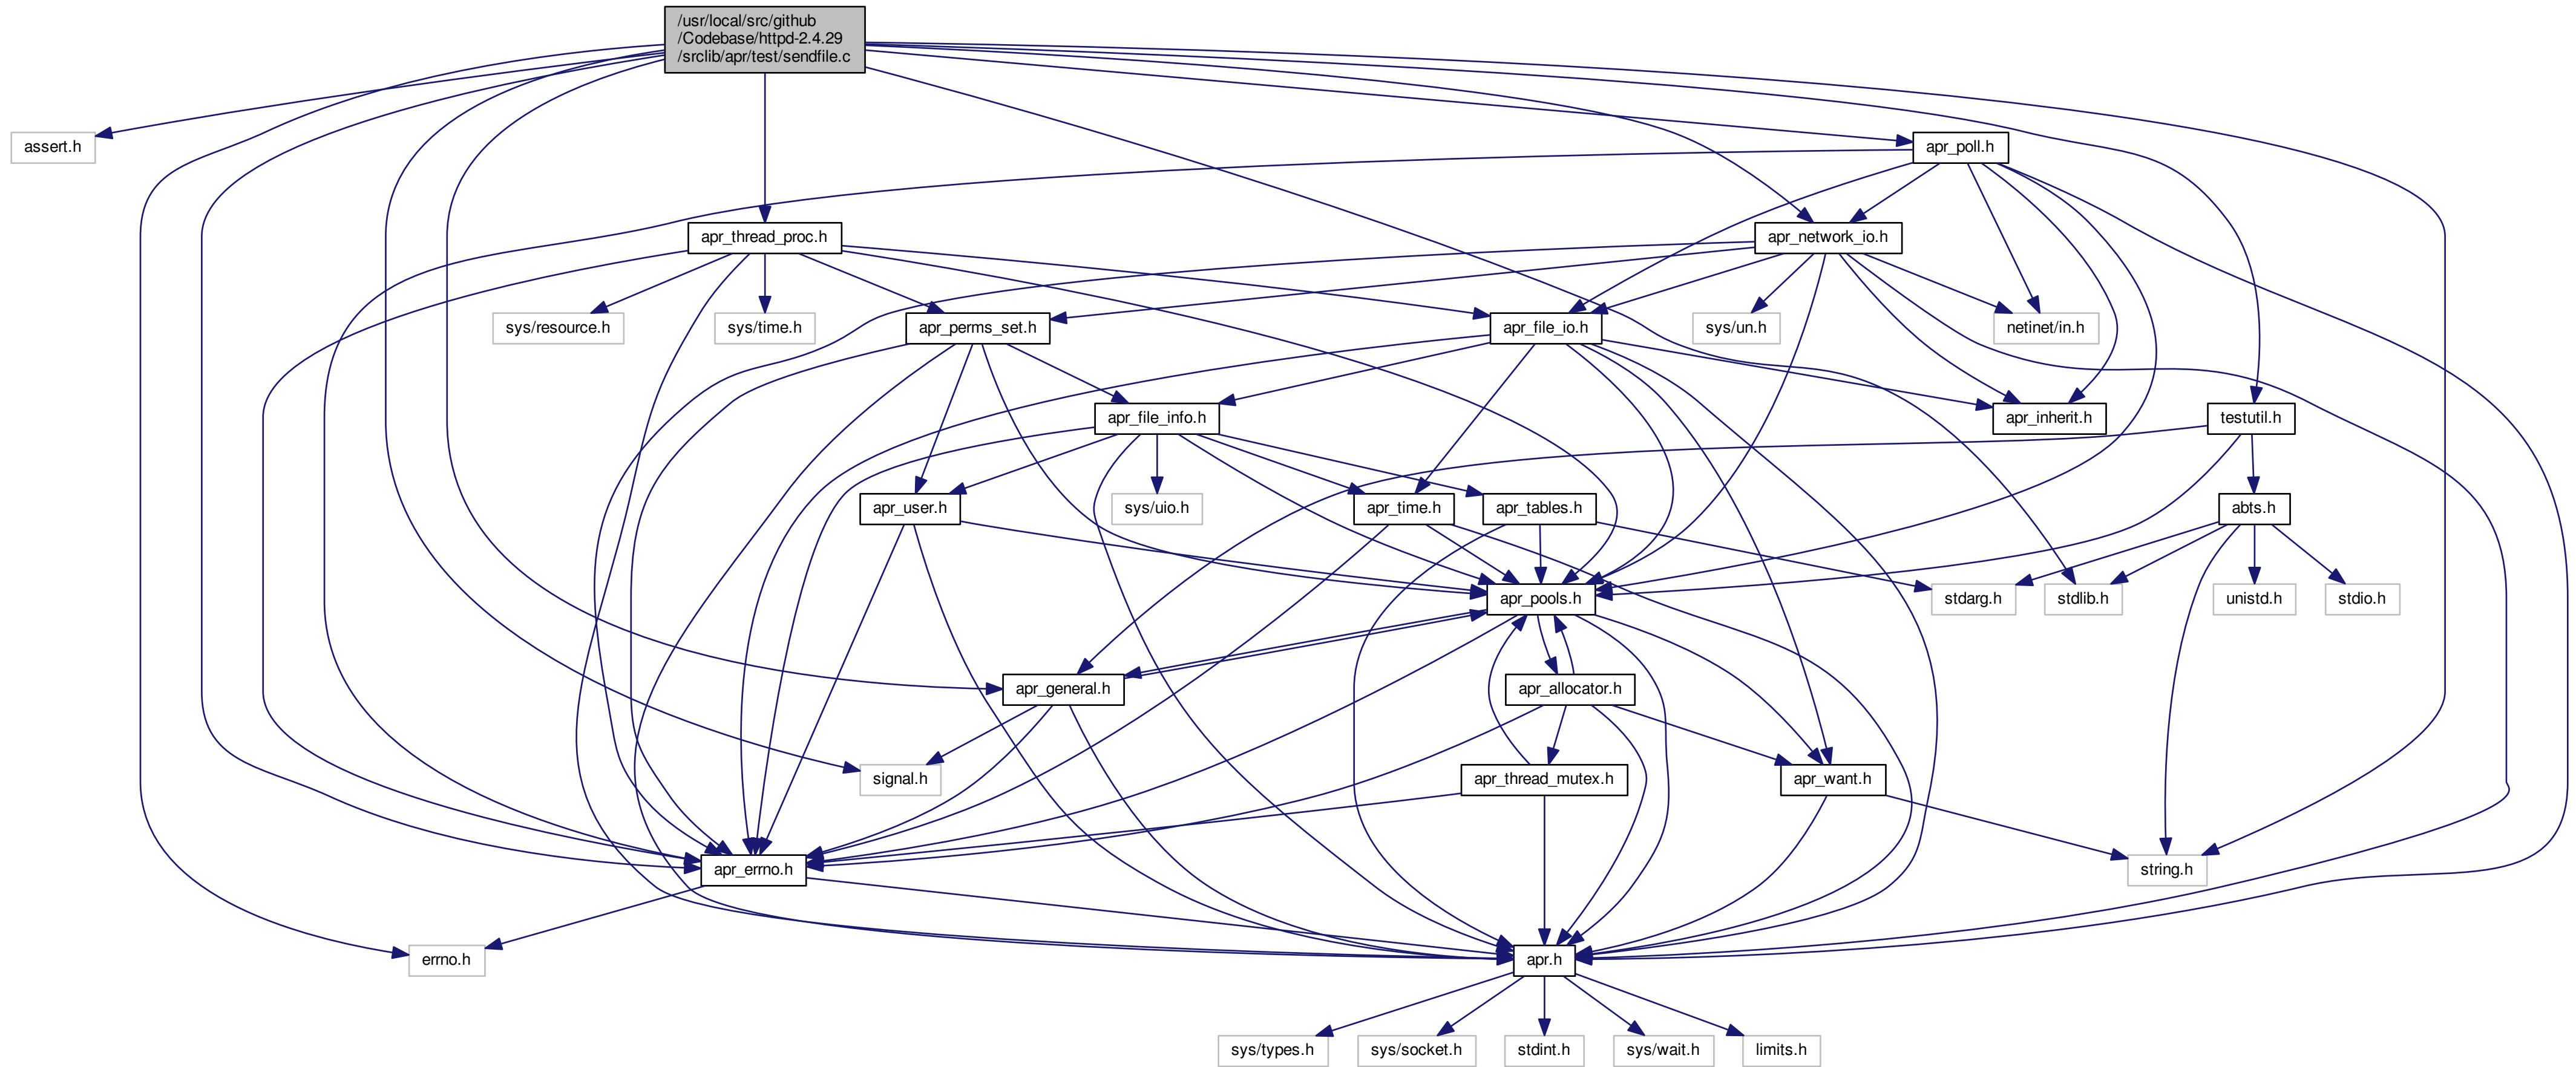 /usr/local/src/github
/Codebase/httpd-2.4.29
/srclib/apr/test/sendfile.c
assert.h
apr_poll.h
apr_thread_proc.h
apr_network_io.h
sys/resource.h
sys/time.h
apr_perms_set.h
apr_file_io.h
sys/un.h
netinet/in.h
apr_file_info.h
apr_inherit.h
testutil.h
apr_user.h
sys/uio.h
apr_time.h
apr_tables.h
abts.h
apr_pools.h
stdarg.h
stdlib.h
unistd.h
stdio.h
apr_general.h
apr_allocator.h
signal.h
apr_thread_mutex.h
apr_want.h
apr_errno.h
string.h
errno.h
apr.h
sys/types.h
sys/socket.h
stdint.h
sys/wait.h
limits.h